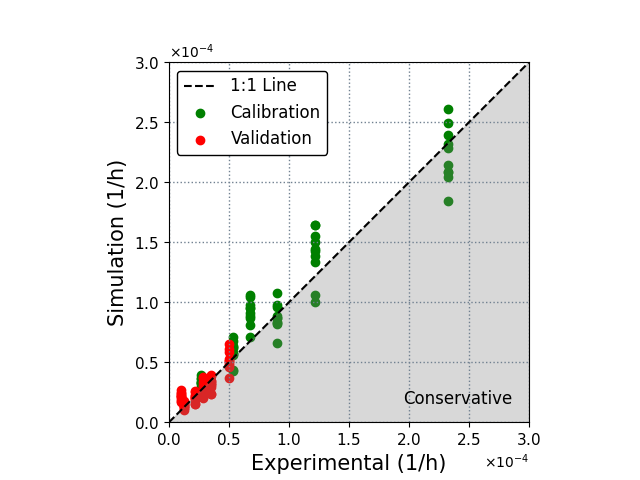 ×10⁻⁴
3.0
2.5
2.0
1.5
1.0
0.5
0.0
Simulation (1/h)
1:1 Line
Calibration
Validation
Conservative
0.0 0.5 1.0 1.5 2.0 2.5 3.0
Experimental (1/h)
×10⁻⁴